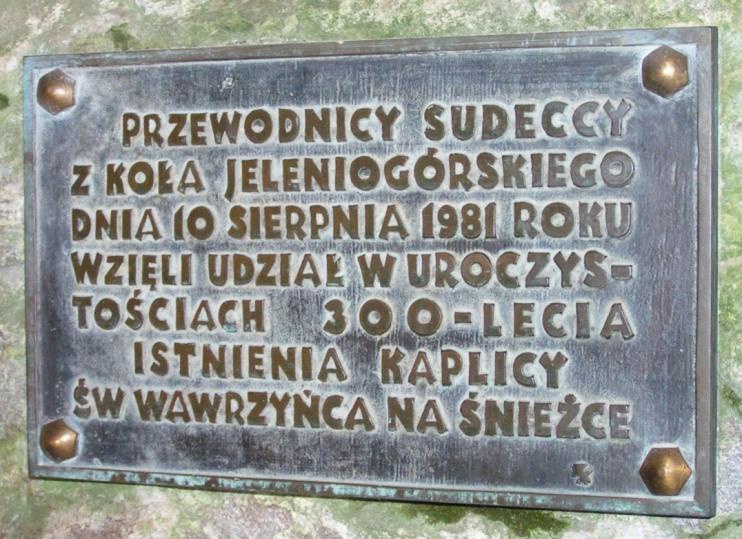 PRZEWODNICY SUDECCY
Z KOŁA JELENIOGÓRSKIEGO
DNIA 10 SIERPNIA 1981 ROKU
WZIĘLI UDZIAŁ W UROCZYS-
TOŚCIACH 300-LECIA
ISTNIENIA KAPLICY
ŚW WAWRZYŃCA NA ŚNIEŻCE